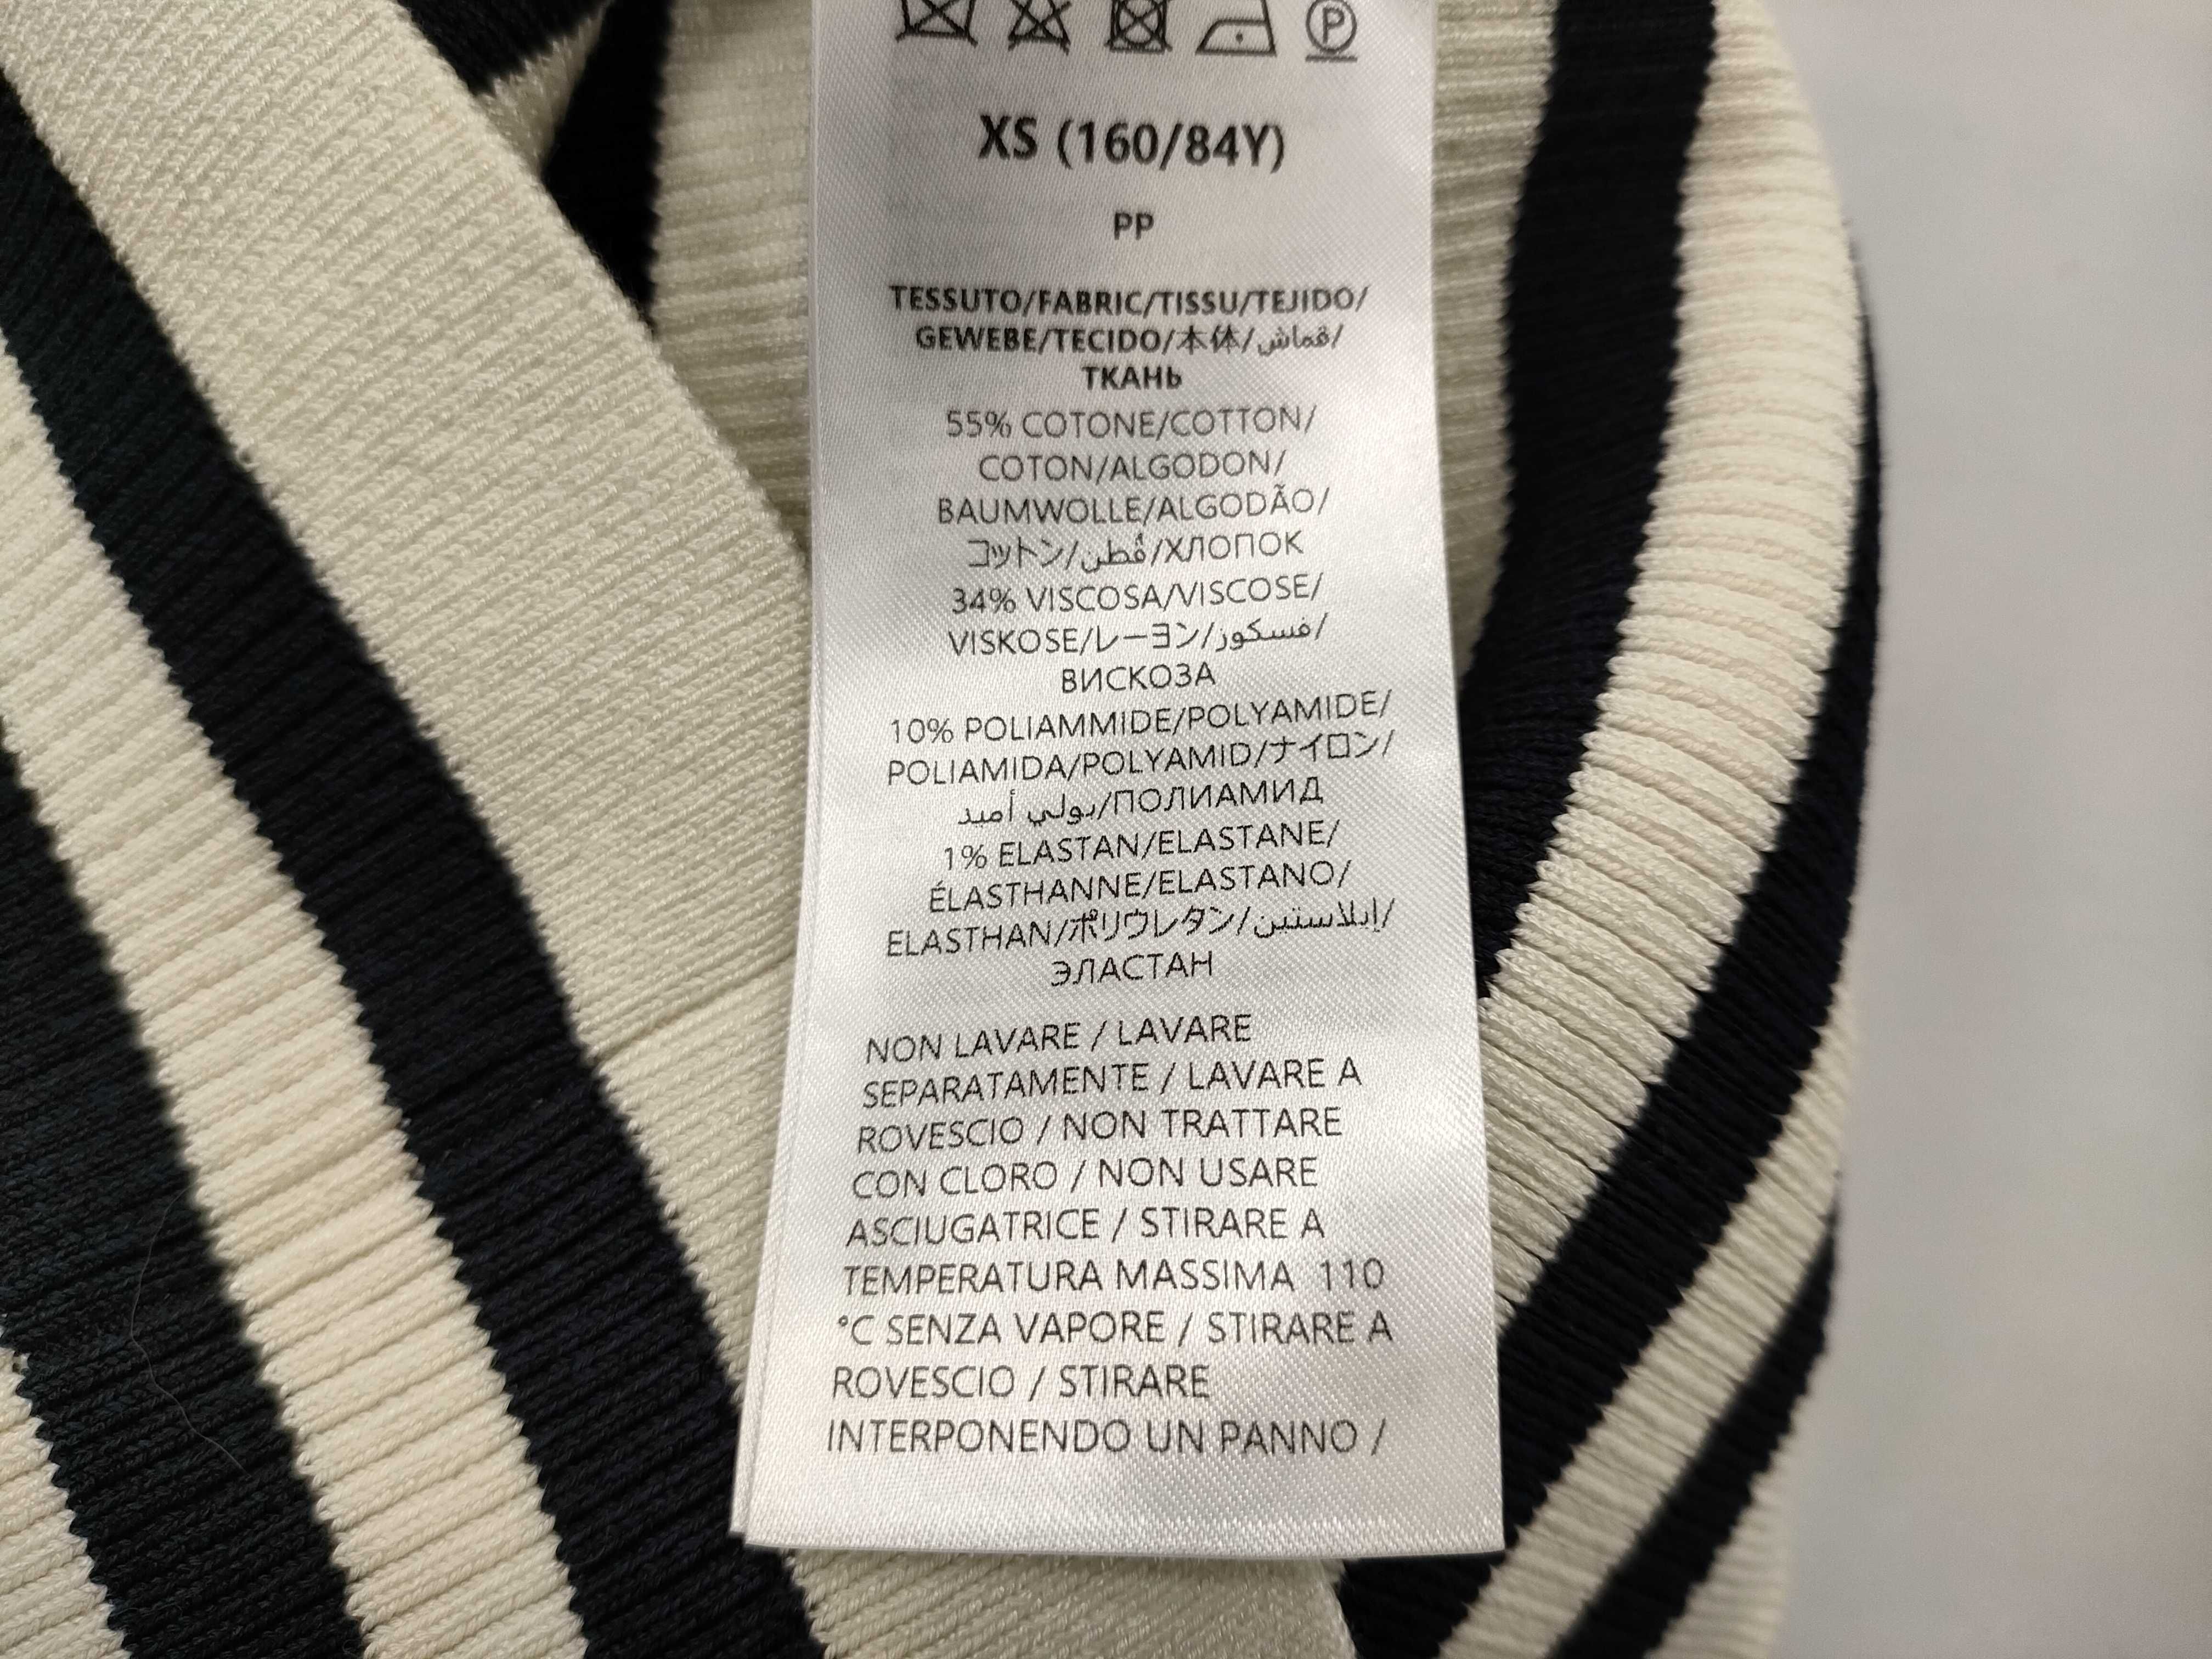 XS (160/84Y)
PP
TESSUTO/FABRIC/TISSU/TEJIDO/
GEWEBE/TECIDO/本体/قماش/
ТКАНЬ
55% COTONE/COTTON/
COTON/ALGODON/
BAUMWOLLE/ALGODÃO/
コットン/قُطن/ХЛОПОК
34% VISCOSA/VISCOSE/
VISKOSE/レーヨン/فسكوز/
ВИСКОЗА
10% POLIAMMIDE/POLYAMIDE/
POLIAMIDA/POLYAMID/ナイロン/
بولي أميد/ПОЛИАМИД
1% ELASTAN/ELASTANE/
ÉLASTHANNE/ELASTANO/
ELASTHAN/ポリウレタン/إيلاستين/
ЭЛАСТАН
NON LAVARE / LAVARE
SEPARATAMENTE / LAVARE A
ROVESCIO / NON TRATTARE
CON CLORO / NON USARE
ASCIUGATRICE / STIRARE A
TEMPERATURA MASSIMA 110
°C SENZA VAPORE / STIRARE A
ROVESCIO / STIRARE
INTERPONENDO UN PANNO /